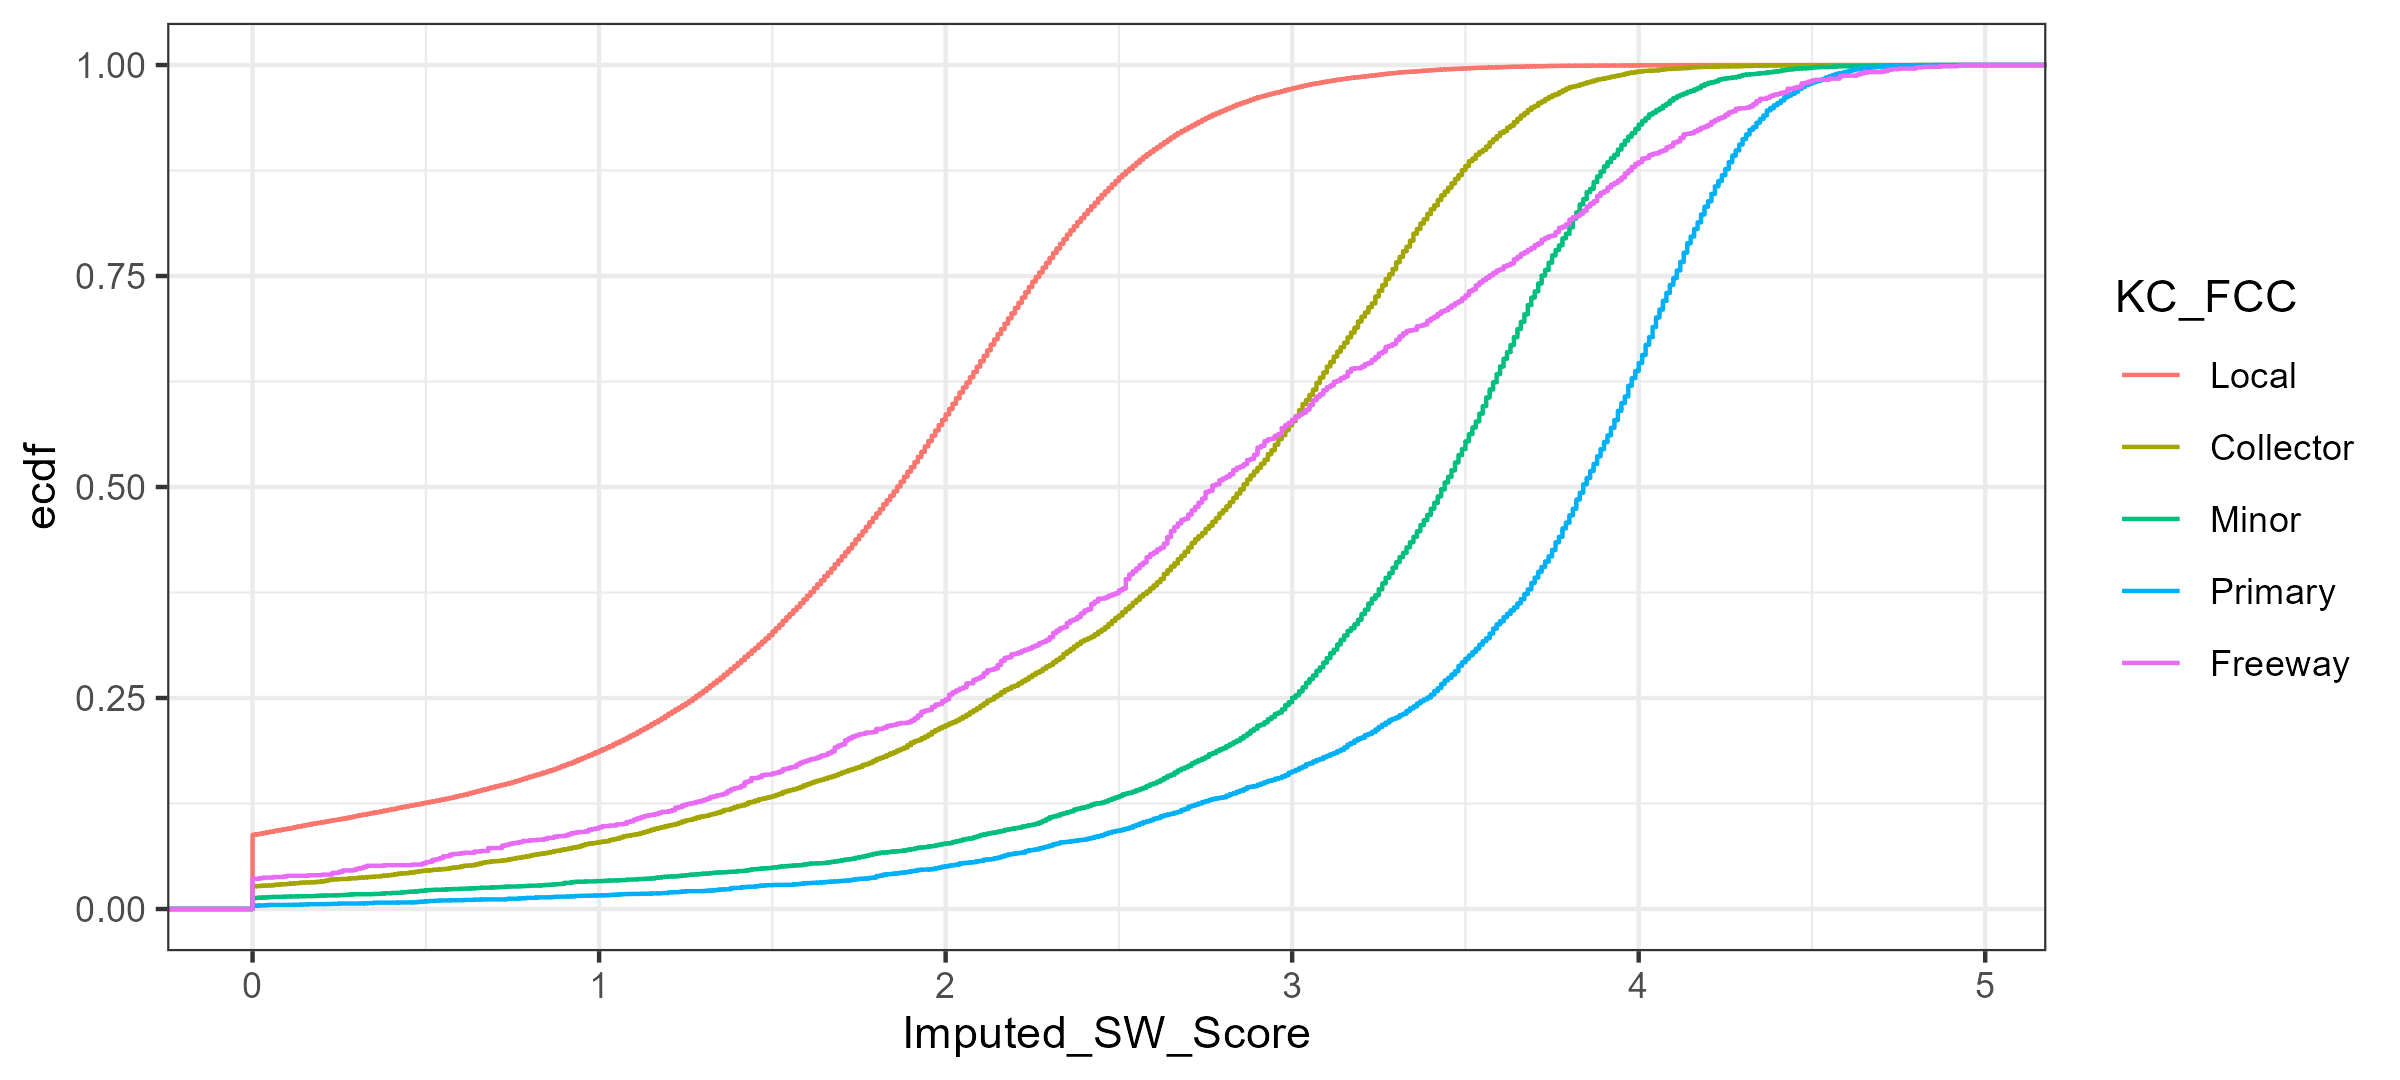 1.00
0.75
0.50
0.25
0.00
ecdf
0 1 2 3 4 5
Imputed_SW_Score
KC_FCC
Local
Collector
Minor
Primary
Freeway